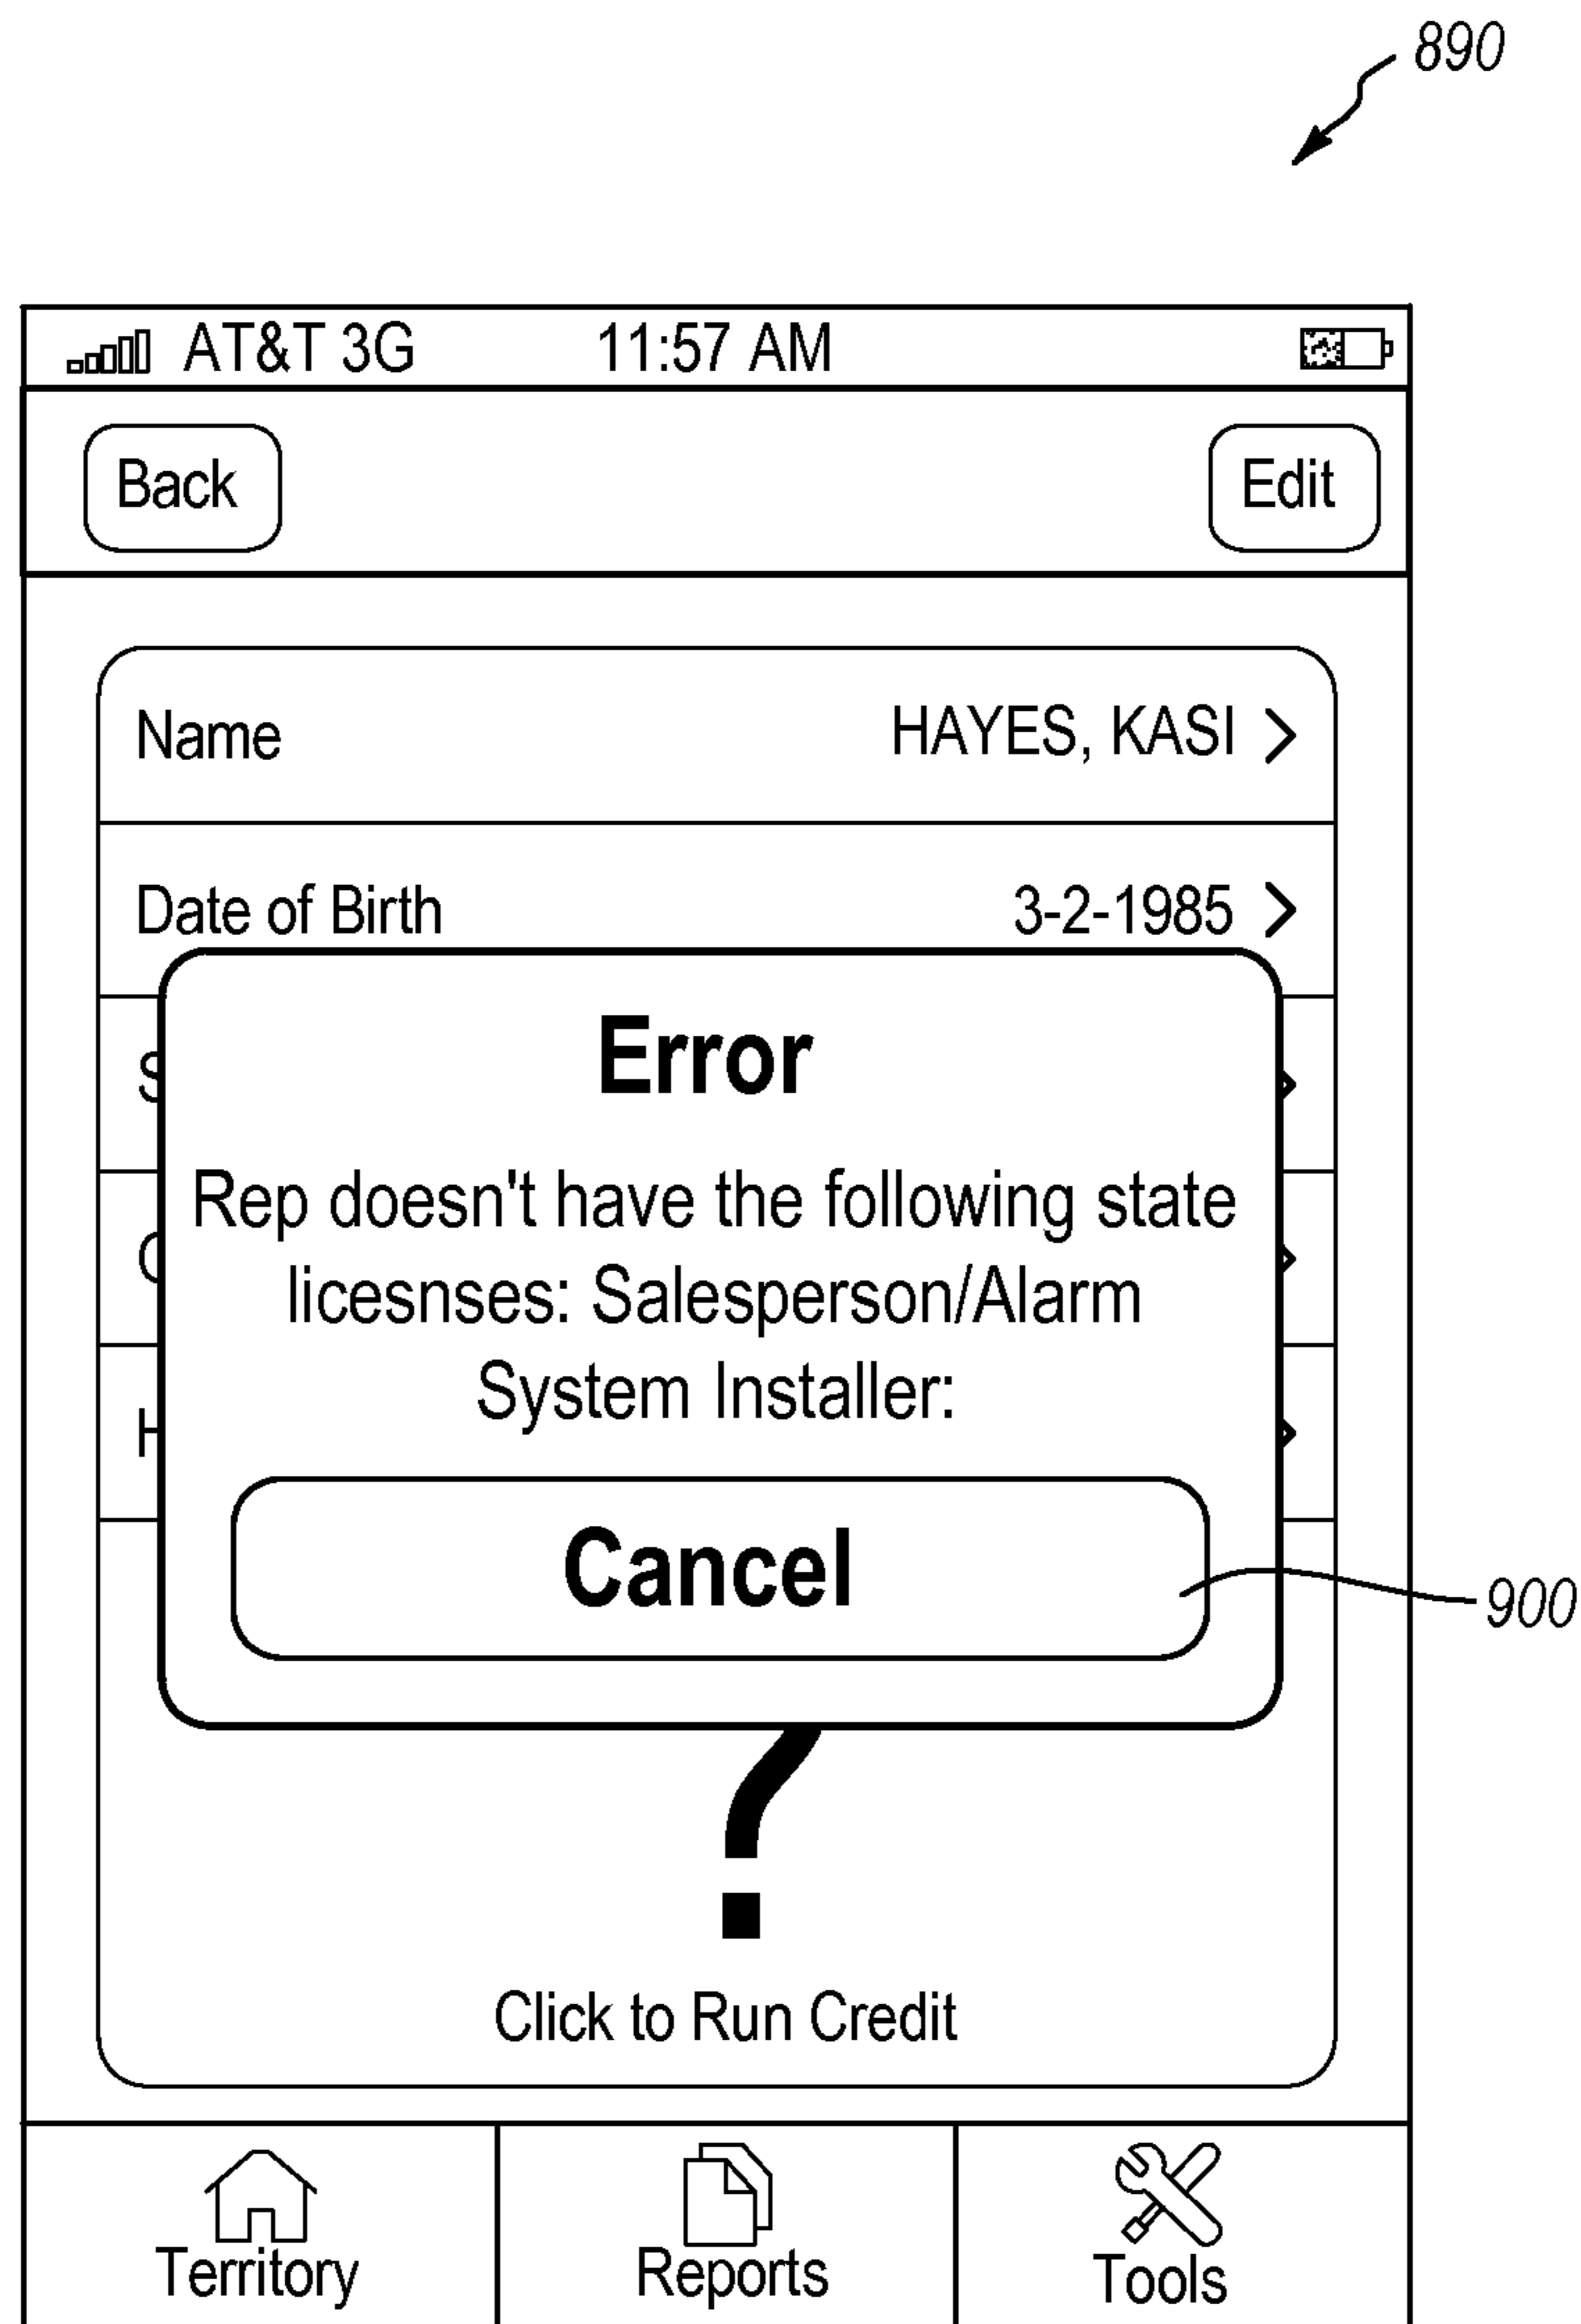 890
AT&T 3G 11:57 AM
Back Edit
Name HAYES, KASI >
Date of Birth 3-2-1985 >
Error
Rep doesn't have the following state
licesnses: Salesperson/Alarm
System Installer:
Cancel
900
?
Click to Run Credit
Territory Reports Tools